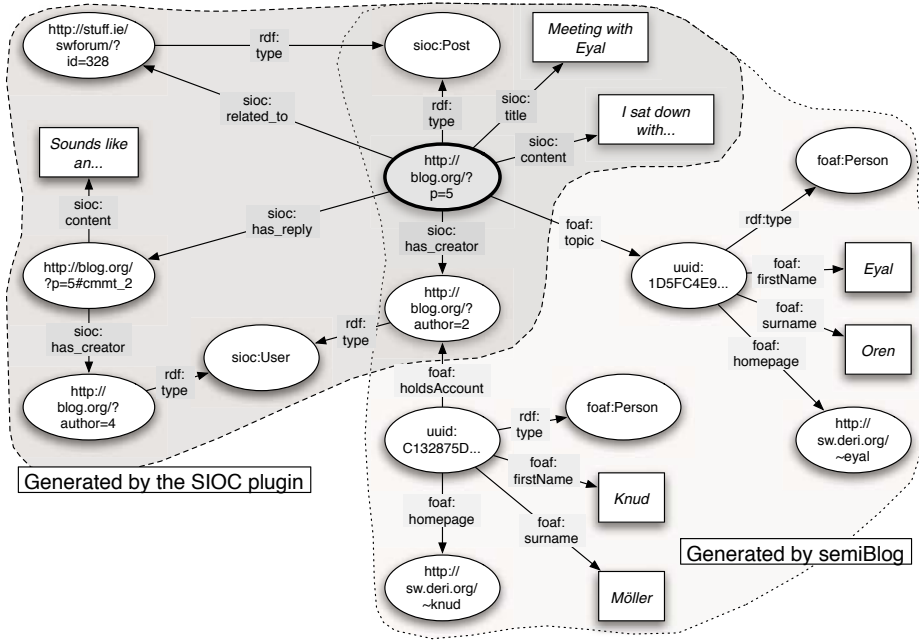 http://stuff.ie/
swforum/?
id=328
rdf:
type
sioc:Post
Meeting with
Eyal
sioc:
related_to
rdf:
type
sioc:
title
I sat down
with...
sioc:
content
Sounds like
an...
http://
blog.org/?
p=5
foaf:Person
sioc:
content
sioc:
has_reply
sioc:
has_creator
foaf:
topic
rdf:type
http://blog.org/
?p=5#cmmt_2
uuid:
1D5FC4E9...
foaf:
firstName
Eyal
http://
blog.org/?
author=2
foaf:
surname
Oren
sioc:
has_creator
rdf:
type
sioc:User
rdf:
type
foaf:
homepage
http://
blog.org/?
author=4
foaf:
holdsAccount
foaf:Person
uuid:
C132875D...
rdf:
type
http://
sw.deri.org/
~eyal
Generated by the SIOC plugin
foaf:
firstName
Knud
foaf:
homepage
foaf:
surname
Generated by semiBlog
http://
sw.deri.org/
~knud
Möller